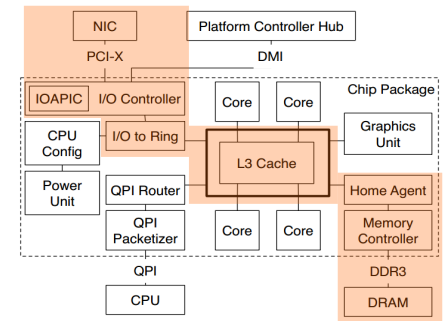 NIC
Platform Controller Hub
PCI-X
DMI
Chip Package
IOAPIC
I/O Controller
Core
Core
Graphics
Unit
CPU
Config
I/O to Ring
L3 Cache
Power
Unit
QPI Router
Home Agent
QPI
Packetizer
Core
Core
Memory
Controller
QPI
DDR3
CPU
DRAM